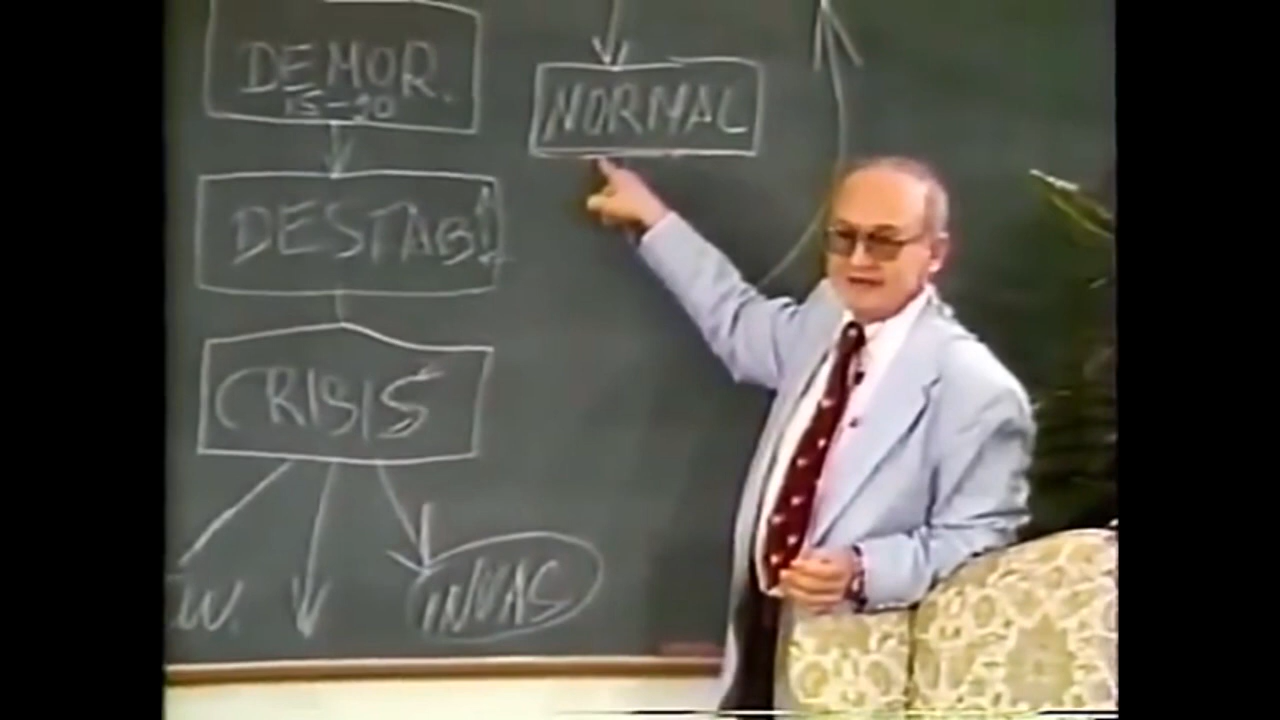 DEMOR.
15-20
NORMAL
DESTAB!
CRISIS
.W.
INVAS